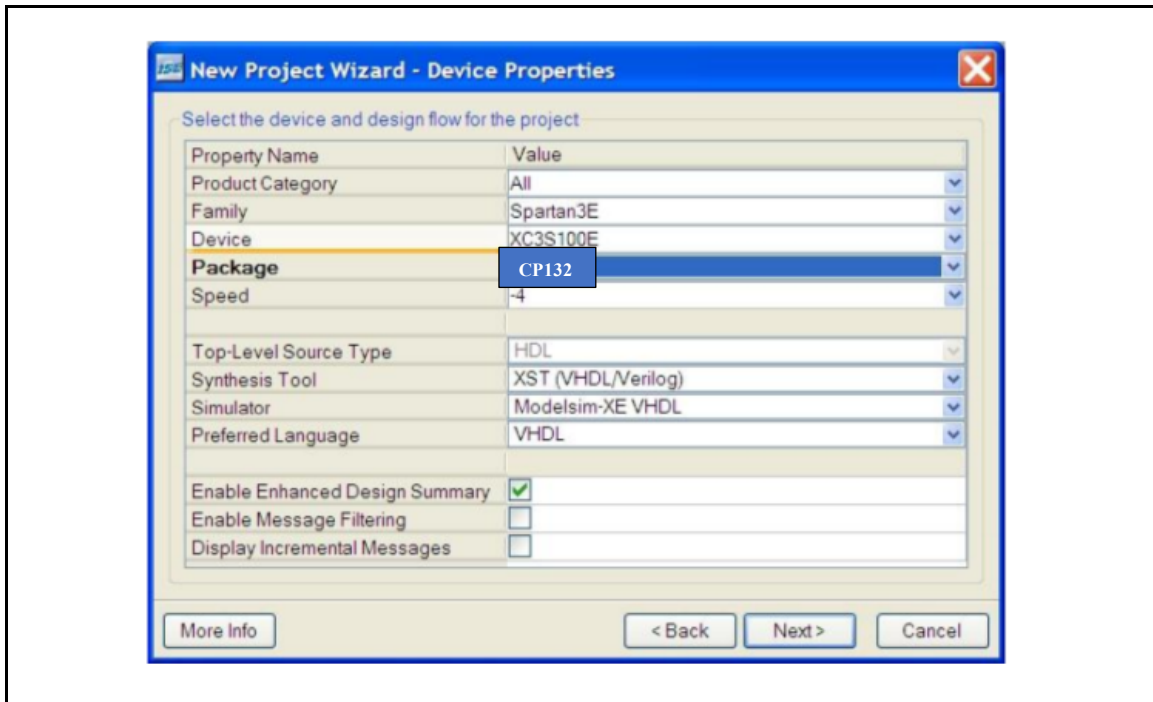 ISE New Project Wizard - Device Properties
Select the device and design flow for the project
Property Name Value
Product Category All
Family Spartan3E
Device XC3S100E
Package CP132
Speed -4
Top-Level Source Type HDL
Synthesis Tool XST (VHDL/Verilog)
Simulator Modelsim-XE VHDL
Preferred Language VHDL
Enable Enhanced Design Summary
Enable Message Filtering
Display Incremental Messages
More Info < Back Next > Cancel